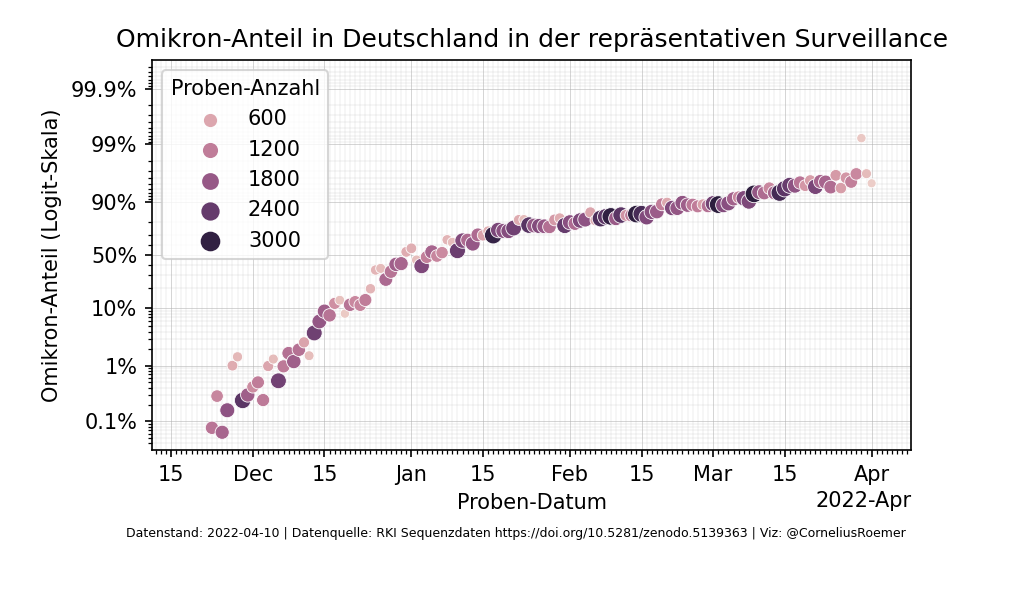 Omikron-Anteil in Deutschland in der repräsentativen Surveillance
Proben-Anzahl
600
1200
1800
2400
3000
Omikron-Anteil (Logit-Skala)
99.9%
99%
90%
50%
10%
1%
0.1%
15 Dec 15 Jan 15 Feb 15 Mar 15 Apr
Proben-Datum
2022-Apr
Datenstand: 2022-04-10 | Datenquelle: RKI Sequenzdaten https://doi.org/10.5281/zenodo.5139363 | Viz: @CorneliusRoemer